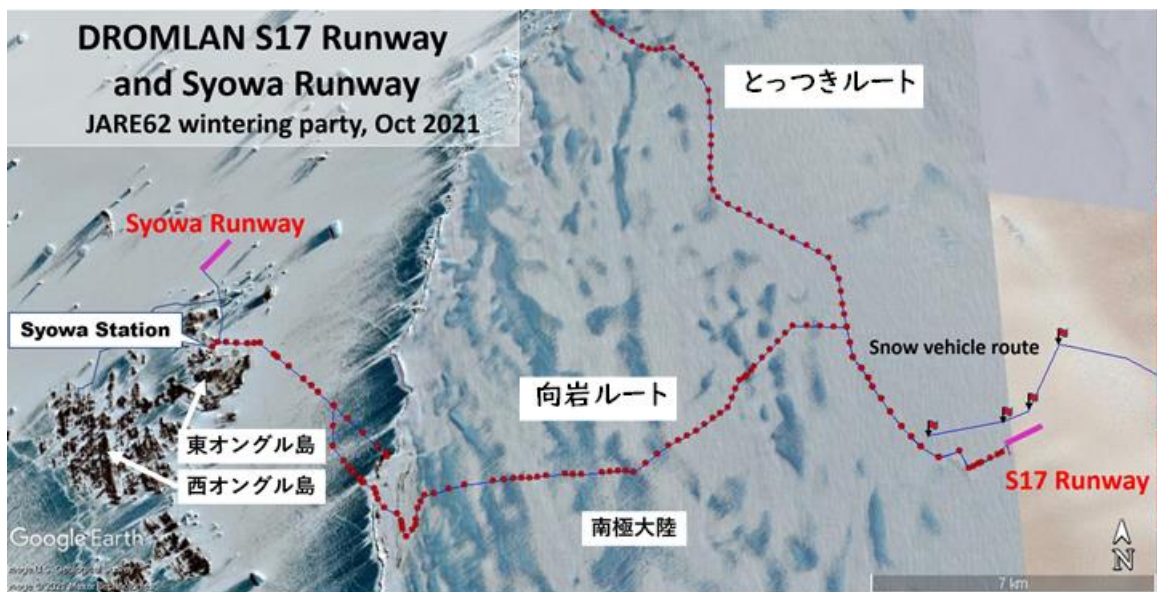 DROMLAN S17 Runway
and Syowa Runway
JARE62 wintering party, Oct 2021
とっつきルート
Syowa Runway
Syowa Station
Snow vehicle route
向岩ルート
東オングル島
西オングル島
S17 Runway
南極大陸
Google Earth
N
7 km